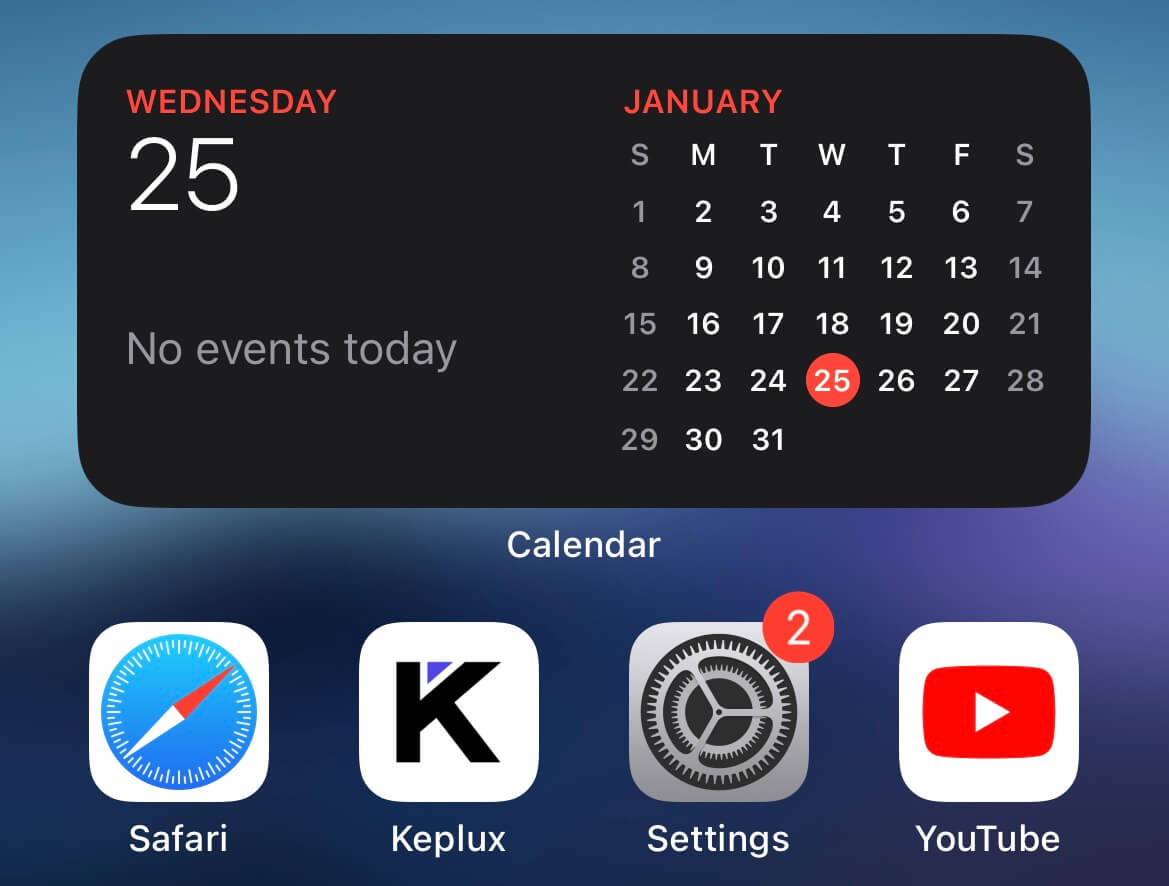 WEDNESDAY
25
No events today
JANUARY
S M T W T F S
1 2 3 4 5 6 7
8 9 10 11 12 13 14
15 16 17 18 19 20 21
22 23 24 25 26 27 28
29 30 31
Calendar
K
2
Safari Keplux Settings YouTube